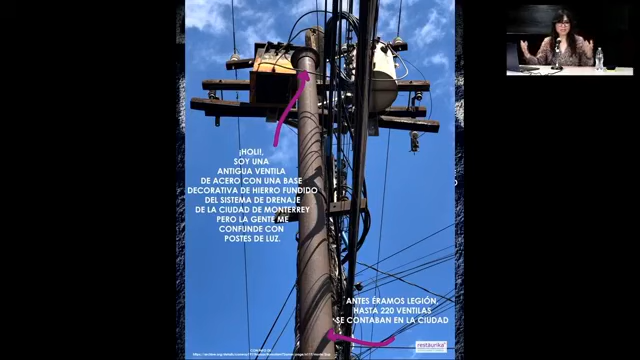 ¡HOLI!,
SOY UNA
ANTIGUA VENTILA
DE ACERO CON UNA BASE
DECORATIVA DE HIERRO FUNDIDO
DEL SISTEMA DE DRENAJE
DE LA CIUDAD DE MONTERREY
PERO LA GENTE ME
CONFUNDE CON
POSTES DE LUZ.
ANTES ÉRAMOS LEGIÓN,
HASTA 220 VENTILAS
SE CONTABAN EN LA CIUDAD
restaurika